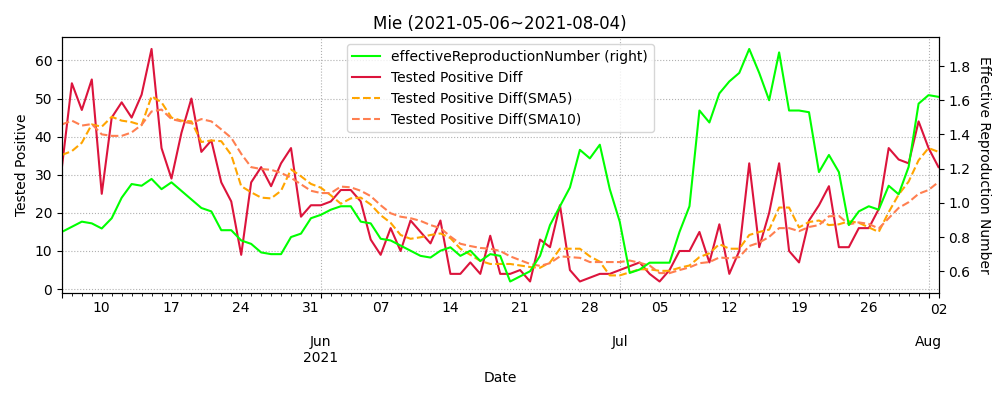 Mie (2021-05-06~2021-08-04)
effectiveReproductionNumber (right)
Tested Positive Diff
Tested Positive Diff(SMA5)
Tested Positive Diff(SMA10)
Tested Positive
60
50
40
30
20
10
0
Effective Reproduction Number
1.8
1.6
1.4
1.2
1.0
0.8
0.6
10 17 24 31 07 14 21 28 05 12 19 26 02
Jun Jul Aug
2021
Date